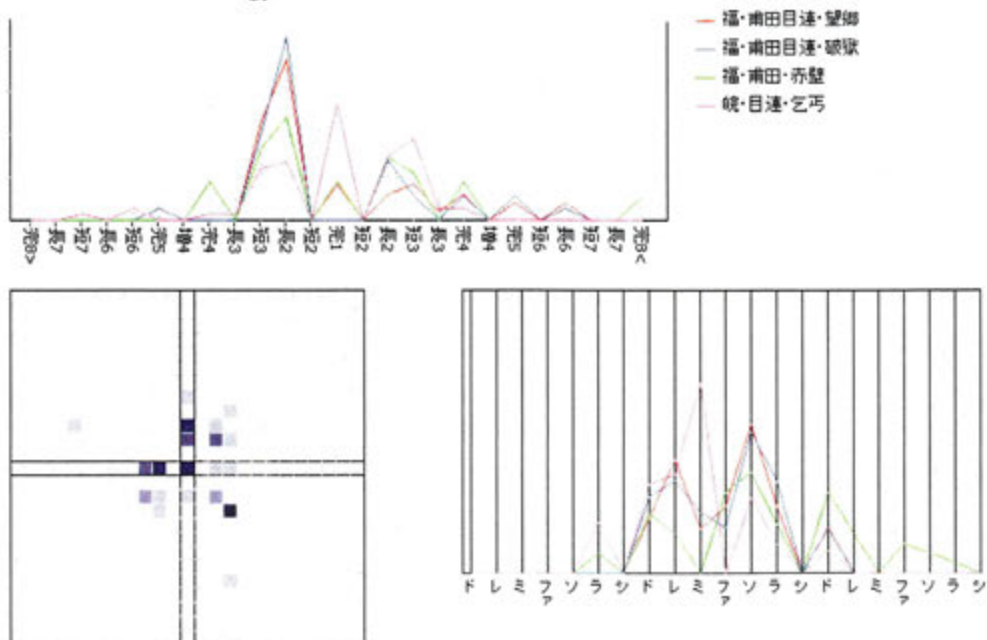 福・甫田目連・望郷
福・甫田目連・破獄
福・甫田・赤壁
皖・目連・乞丐
完8> 長7 短7 長6 短6 完5 増4 完4 長3 短3 長2 短2 完1 短2 長2 短3 長3 完4 増4 完5 短6 長6 短7 長7 完8<
ド レ ミ ファ ソ ラ シ ド レ ミ ファ ソ ラ シ ド レ ミ ファ ソ ラ シ